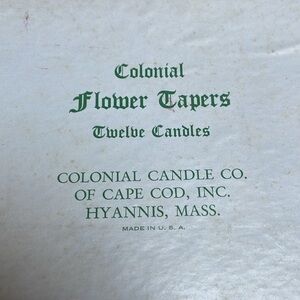 Colonial
Flower Tapers
Twelve Candles
COLONIAL CANDLE CO.
OF CAPE COD, INC.
HYANNIS, MASS.
MADE IN U. S. A.